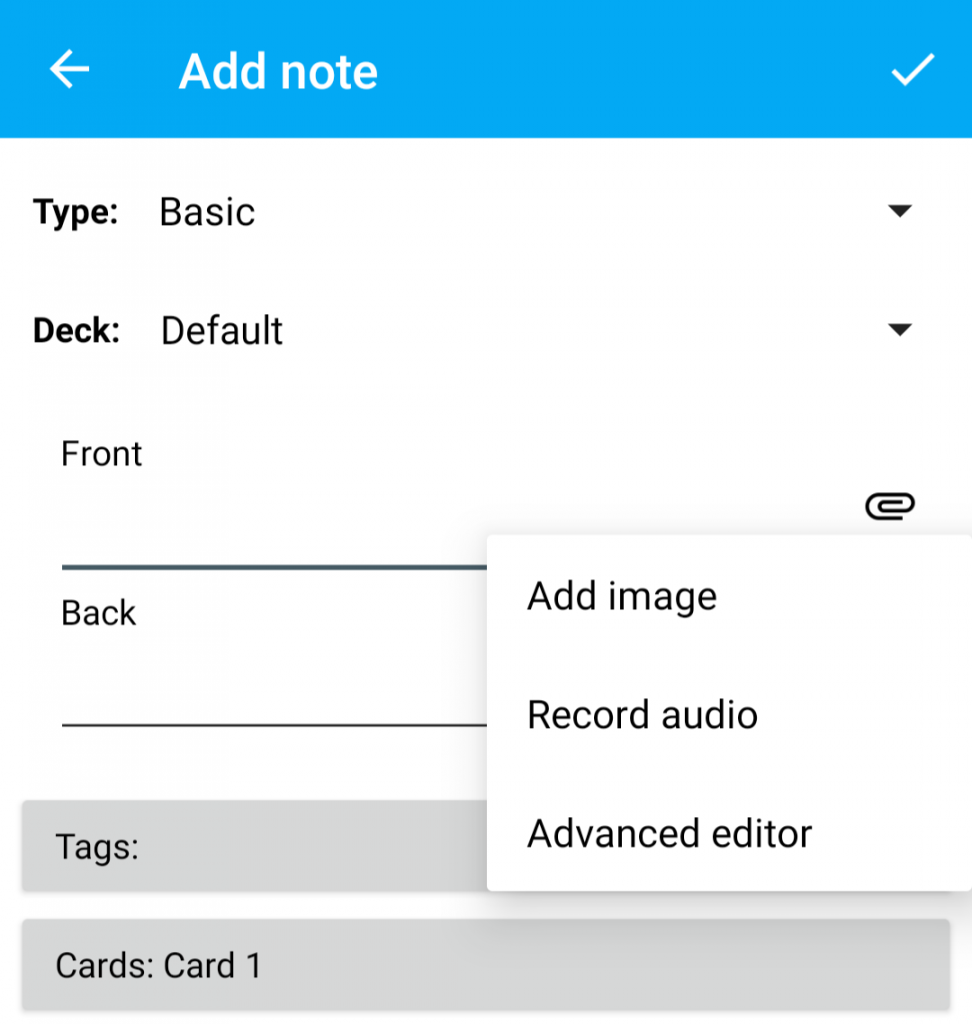 Add note
Type: Basic
Deck: Default
Front
Add image
Back
Record audio
Advanced editor
Tags:
Cards: Card 1